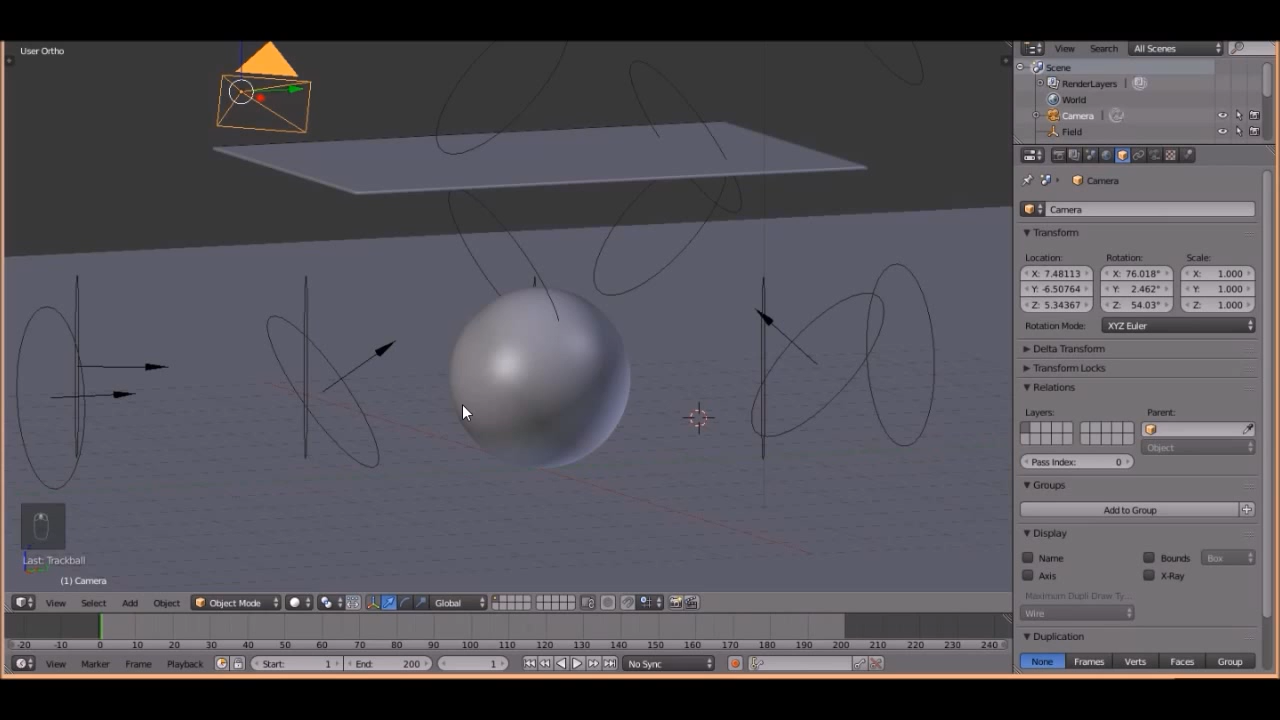 User Ortho
View Search All Scenes
Scene
RenderLayers
World
Camera
Field
Camera
Camera
Transform
Location: Rotation: Scale:
X: 7.48113 X: 76.018° X: 1.000
Y: -6.50764 Y: 2.462° Y: 1.000
Z: 5.34367 Z: 54.03° Z: 1.000
Rotation Mode: XYZ Euler
Delta Transform
Transform Locks
Relations
Layers: Parent:
Object
Pass Index: 0
Groups
Add to Group
Display
Name Bounds Box
Axis X-Ray
Maximum Dupli Draw Ty...
Wire
Duplication
None Frames Verts Faces Group
Last: Trackball
(1) Camera
View Select Add Object Object Mode Global
-20 -10 0 10 20 30 40 50 60 70 80 90 100 110 120 130 140 150 160 170 180 190 200 210 220 230 240
View Marker Frame Playback Start: 1 End: 200 1 No Sync